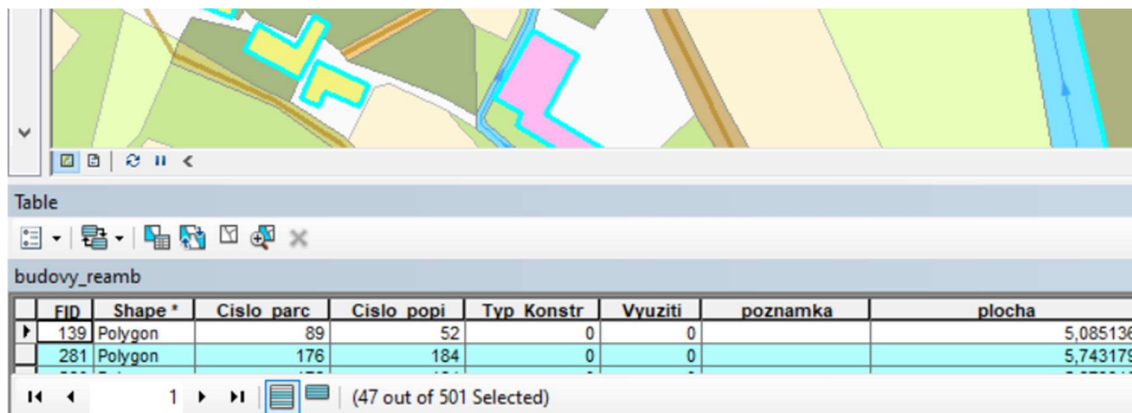 Table
budovy_reamb
FID Shape * Cislo_parc Cislo_popi Typ_Konstr Vyuziti poznamka plocha
139 Polygon 89 52 0 0 5,085136
281 Polygon 176 184 0 0 5,743179
1 (47 out of 501 Selected)